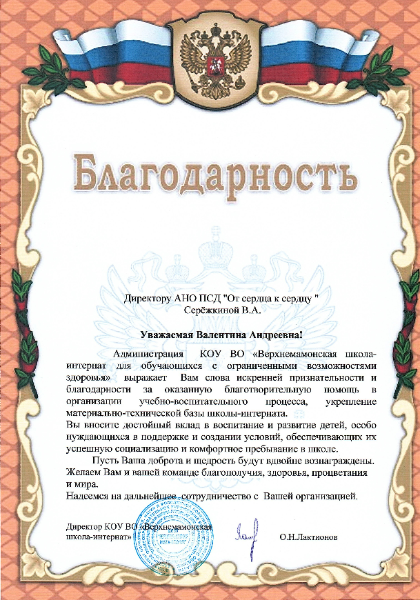 Благодарность
Директору АНО ПСД "От сердца к сердцу "
Серёжкиной В.А.
Уважаемая Валентина Андреевна!
Администрация КОУ ВО «Верхнемамонская школа-
интернат для обучающихся с ограниченными возможностями
здоровья» выражает Вам слова искренней признательности и
благодарности за оказанную благотворительную помощь в
организации учебно-воспитательного процесса, укрепление
материально-технической базы школы-интерната.
Вы вносите достойный вклад в воспитание и развитие детей, особо
нуждающихся в поддержке и создании условий, обеспечивающих их
успешную социализацию и комфортное пребывание в школе.
Пусть Ваша доброта и щедрость будут вдвойне вознаграждены.
Желаем Вам и вашей команде благополучия, здоровья, процветания
и мира.
Надеемся на дальнейшее сотрудничество с Вашей организацией.
Директор КОУ ВО «Верхнемамонская
школа-интернат»
О.Н.Лактионов